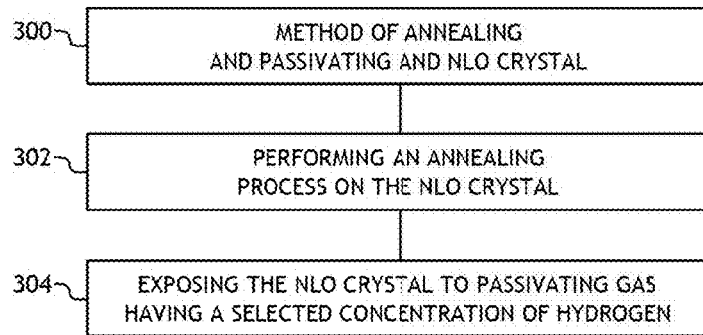 300
METHOD OF ANNEALING
AND PASSIVATING AND NLO CRYSTAL
302
PERFORMING AN ANNEALING
PROCESS ON THE NLO CRYSTAL
304
EXPOSING THE NLO CRYSTAL TO PASSIVATING GAS
HAVING A SELECTED CONCENTRATION OF HYDROGEN